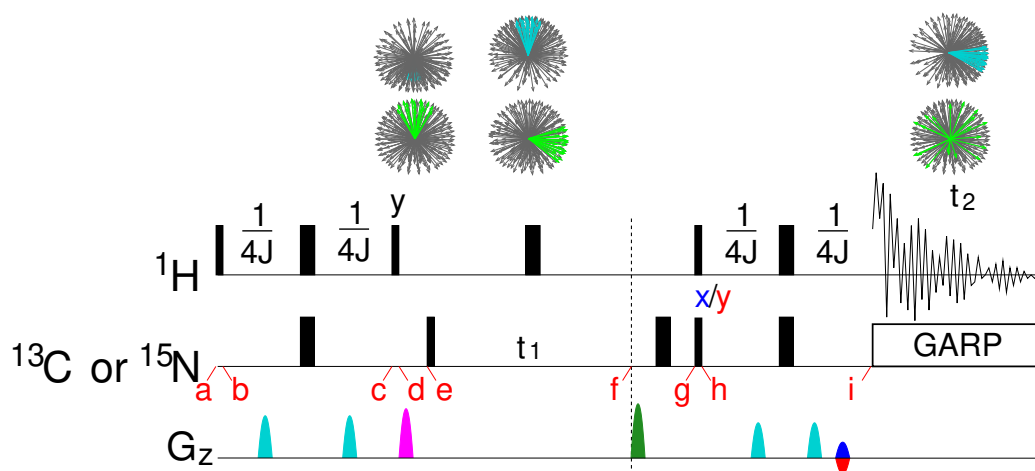 t₂
y
1/4J 1/4J 1/4J 1/4J
¹H
x/y
¹³C or ¹⁵N t₁ GARP
a b c d e f g h i
Gz